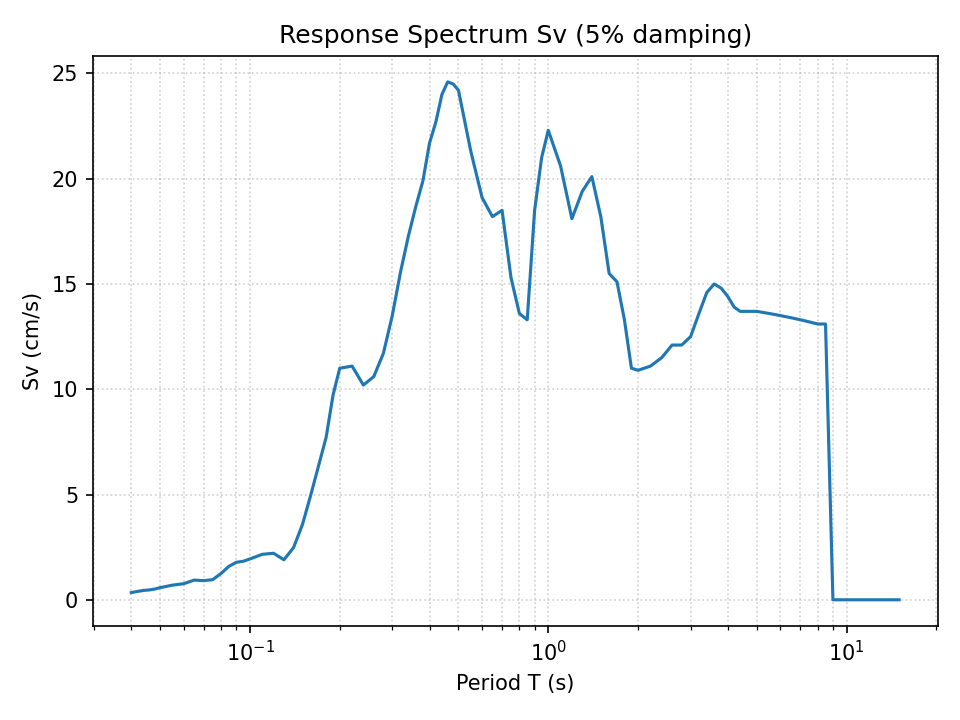 Response Spectrum Sv (5% damping)
Sv (cm/s)
25
20
15
10
5
0
10⁻¹ 10⁰ 10¹
Period T (s)